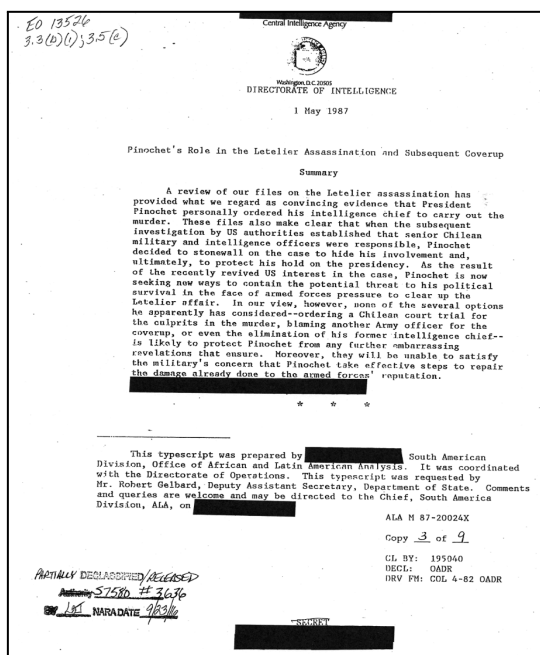 EO 13526
3.3(b)(1); 3.5(c)
Central Intelligence Agency
Washington, D.C. 20505
DIRECTORATE OF INTELLIGENCE
1 May 1987
Pinochet's Role in the Letelier Assassination and Subsequent Coverup
Summary
A review of our files on the Letelier assassination has
provided what we regard as convincing evidence that President
Pinochet personally ordered his intelligence chief to carry out the
murder. These files also make clear that when the subsequent
investigation by US authorities established that senior Chilean
military and intelligence officers were responsible, Pinochet
decided to stonewall on the case to hide his involvement and,
ultimately, to protect his hold on the presidency. As the result
of the recently revived US interest in the case, Pinochet is now
seeking new ways to contain the potential threat to his political
survival in the face of armed forces pressure to clear up the
Letelier affair. In our view, however, none of the several options
he apparently has considered--ordering a Chilean court trial for
the culprits in the murder, blaming another Army officer for the
coverup, or even the elimination of his former intelligence chief--
is likely to protect Pinochet from any further embarrassing
revelations that ensure. Moreover, they will be unable to satisfy
the military's concern that Pinochet take effective steps to repair
the damage already done to the armed forces' reputation.
* * *
This typescript was prepared by South American
Division, Office of African and Latin American Analysis. It was coordinated
with the Directorate of Operations. This typescript was requested by
Mr. Robert Gelbard, Deputy Assistant Secretary, Department of State. Comments
and queries are welcome and may be directed to the Chief, South America
Division, ALA, on
ALA M 87-20024X
Copy 3 of 9
CL BY: 195040
DECL: OADR
DRV FM: COL 4-82 OADR
PARTIALLY DECLASSIFIED/RELEASED
Authority 57580 # 3636
BY NARA DATE 9/23/16
SECRET